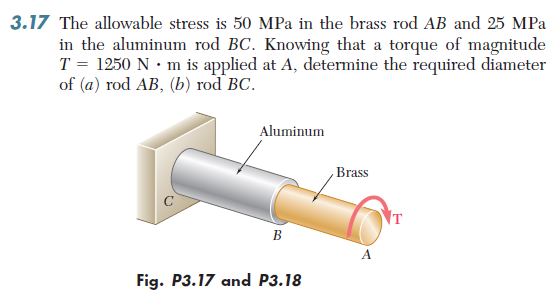 3.17 The allowable stress is 50 MPa in the brass rod AB and 25 MPa
in the aluminum rod BC. Knowing that a torque of magnitude
T = 1250 N · m is applied at A, determine the required diameter
of (a) rod AB, (b) rod BC.
Aluminum
Brass
C
T
B
A
Fig. P3.17 and P3.18